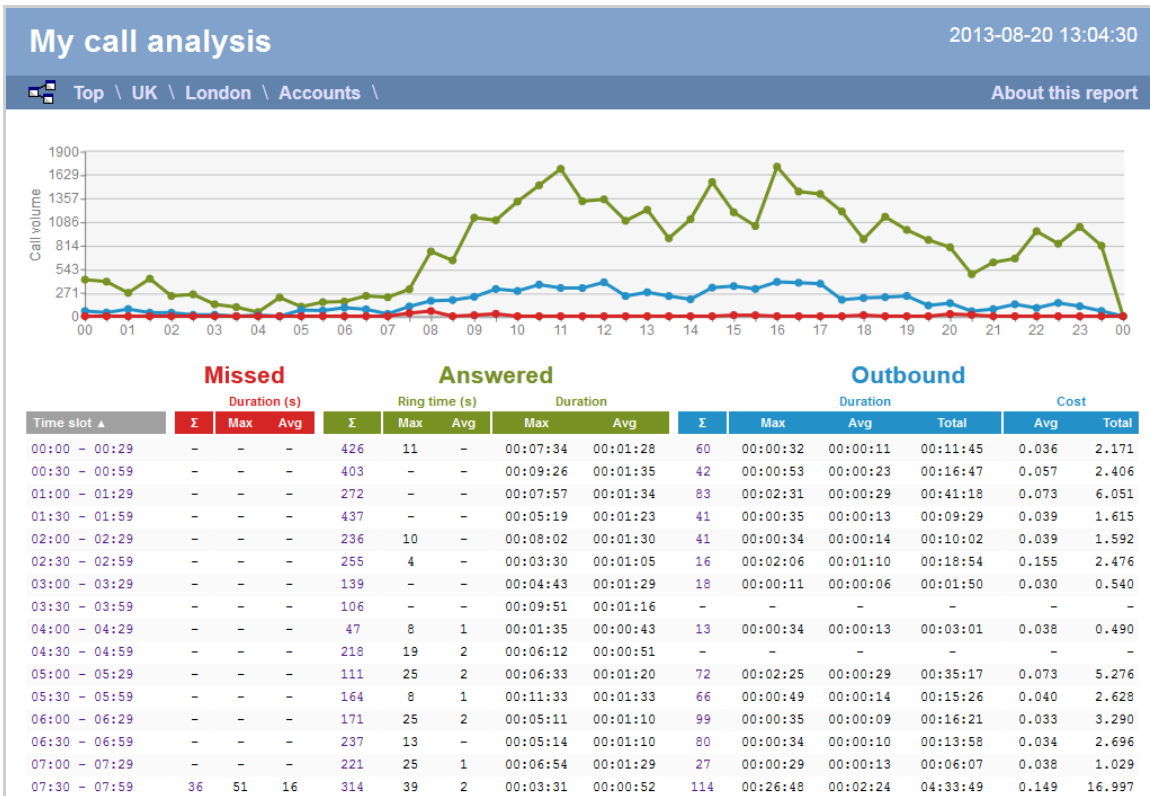 My call analysis 2013-08-20 13:04:30
Top \ UK \ London \ Accounts \ About this report
1900
1629
1357
1086
814
543
271
0
Call volume
00 01 02 03 04 05 06 07 08 09 10 11 12 13 14 15 16 17 18 19 20 21 22 23 00
Missed Answered Outbound
Duration (s) Ring time (s) Duration Duration Cost
Time slot ▲ Σ Max Avg Σ Max Avg Max Avg Σ Max Avg Total Avg Total
00:00 - 00:29 - - - 426 11 - 00:07:34 00:01:28 60 00:00:32 00:00:11 00:11:45 0.036 2.171
00:30 - 00:59 - - - 403 - - 00:09:26 00:01:35 42 00:00:53 00:00:23 00:16:47 0.057 2.406
01:00 - 01:29 - - - 272 - - 00:07:57 00:01:34 83 00:02:31 00:00:29 00:41:18 0.073 6.051
01:30 - 01:59 - - - 437 - - 00:05:19 00:01:23 41 00:00:35 00:00:13 00:09:29 0.039 1.615
02:00 - 02:29 - - - 236 10 - 00:08:02 00:01:30 41 00:00:34 00:00:14 00:10:02 0.039 1.592
02:30 - 02:59 - - - 255 4 - 00:03:30 00:01:05 16 00:02:06 00:01:10 00:18:54 0.155 2.476
03:00 - 03:29 - - - 139 - - 00:04:43 00:01:29 18 00:00:11 00:00:06 00:01:50 0.030 0.540
03:30 - 03:59 - - - 106 - - 00:09:51 00:01:16 - - - - - -
04:00 - 04:29 - - - 47 8 1 00:01:35 00:00:43 13 00:00:34 00:00:13 00:03:01 0.038 0.490
04:30 - 04:59 - - - 218 19 2 00:06:12 00:00:51 - - - - - -
05:00 - 05:29 - - - 111 25 2 00:06:33 00:01:20 72 00:02:25 00:00:29 00:35:17 0.073 5.276
05:30 - 05:59 - - - 164 8 1 00:11:33 00:01:33 66 00:00:49 00:00:14 00:15:26 0.040 2.628
06:00 - 06:29 - - - 171 25 2 00:05:11 00:01:10 99 00:00:35 00:00:09 00:16:21 0.033 3.290
06:30 - 06:59 - - - 237 13 - 00:05:14 00:01:10 80 00:00:34 00:00:10 00:13:58 0.034 2.696
07:00 - 07:29 - - - 221 25 1 00:06:54 00:01:29 27 00:00:29 00:00:13 00:06:07 0.038 1.029
07:30 - 07:59 36 51 16 314 39 2 00:03:31 00:00:52 114 00:26:48 00:02:24 04:33:49 0.149 16.997